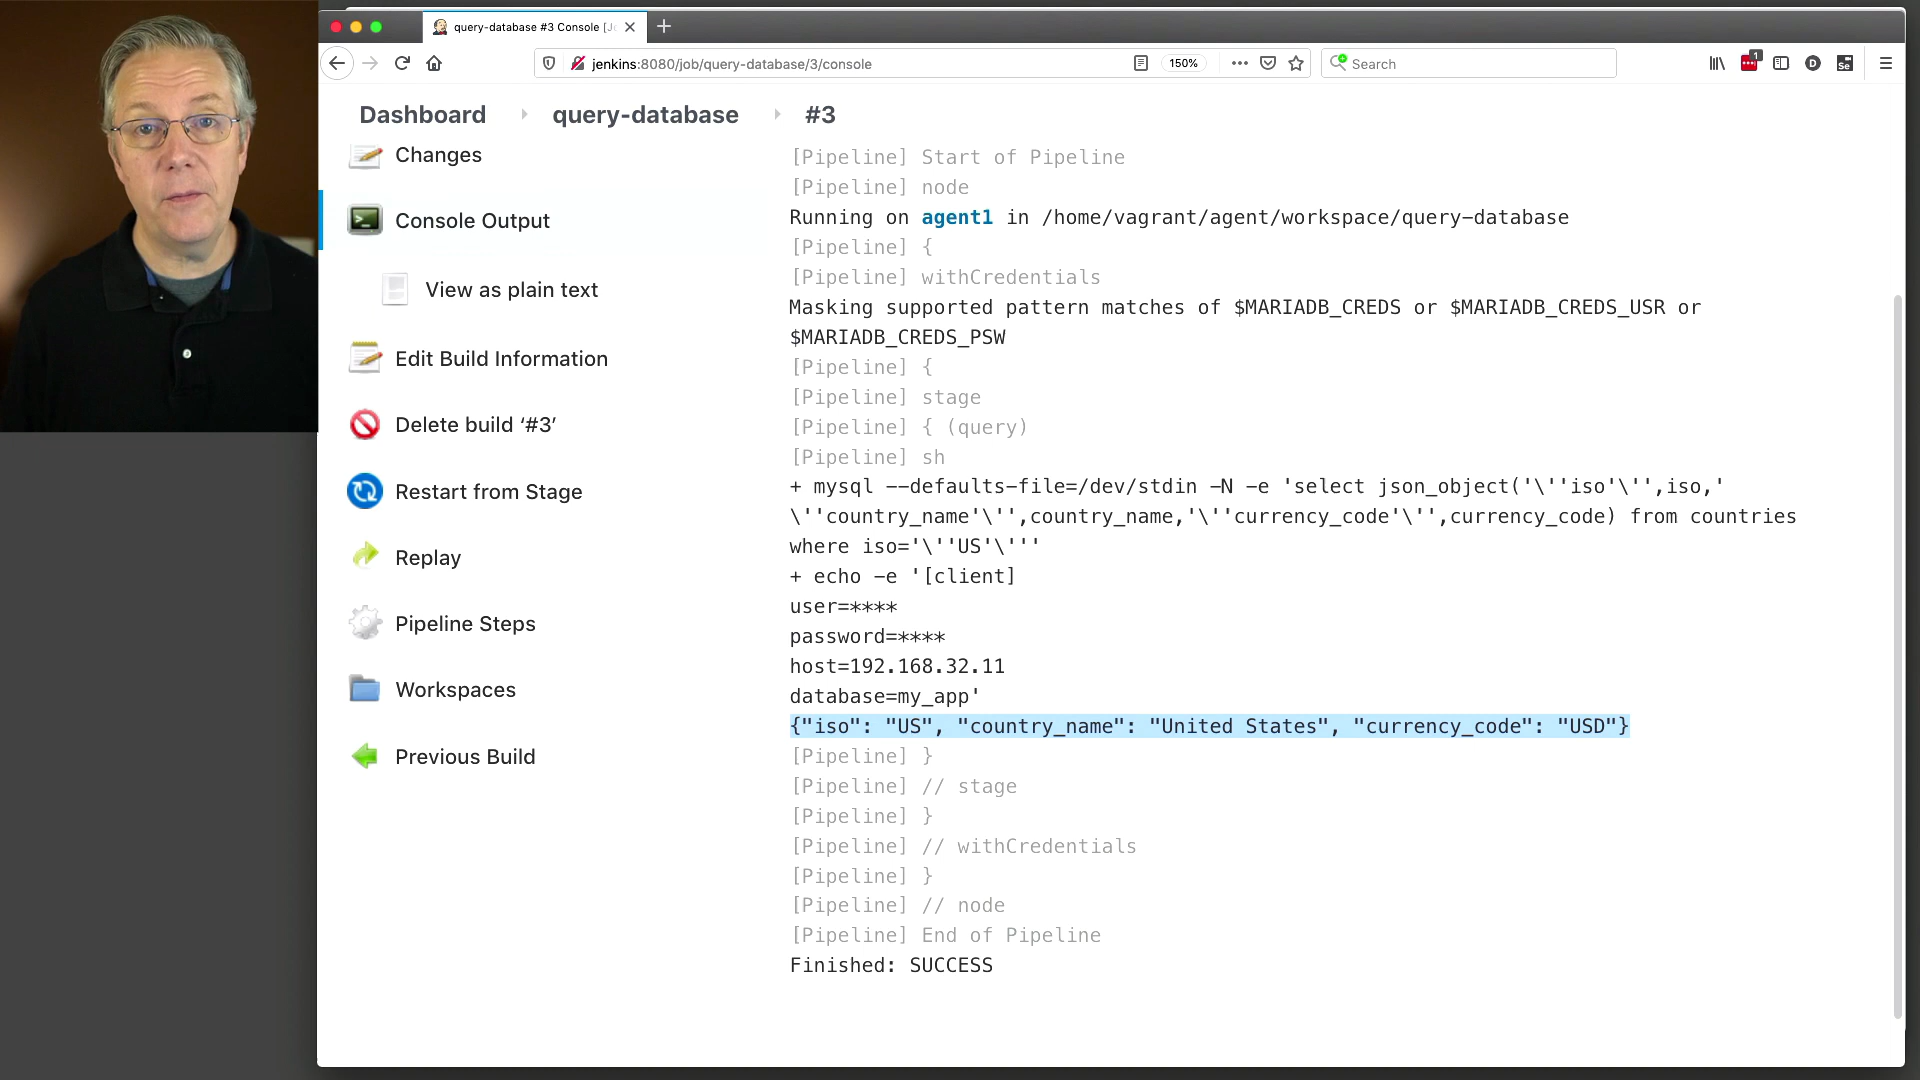 query-database #3 Console [Je
jenkins:8080/job/query-database/3/console
150%
Search
1
D
Se
Dashboard
query-database
#3
Changes
Console Output
View as plain text
Edit Build Information
Delete build ‘#3’
Restart from Stage
Replay
Pipeline Steps
Workspaces
Previous Build
[Pipeline] Start of Pipeline
[Pipeline] node
Running on agent1 in /home/vagrant/agent/workspace/query-database
[Pipeline] {
[Pipeline] withCredentials
Masking supported pattern matches of $MARIADB_CREDS or $MARIADB_CREDS_USR or
$MARIADB_CREDS_PSW
[Pipeline] {
[Pipeline] stage
[Pipeline] { (query)
[Pipeline] sh
+ mysql --defaults-file=/dev/stdin -N -e 'select json_object('\''iso'\'',iso,'
\''country_name'\'',country_name,'\''currency_code'\'',currency_code) from countries
where iso='\''US'\'''
+ echo -e '[client]
user=****
password=****
host=192.168.32.11
database=my_app'
{"iso": "US", "country_name": "United States", "currency_code": "USD"}
[Pipeline] }
[Pipeline] // stage
[Pipeline] }
[Pipeline] // withCredentials
[Pipeline] }
[Pipeline] // node
[Pipeline] End of Pipeline
Finished: SUCCESS